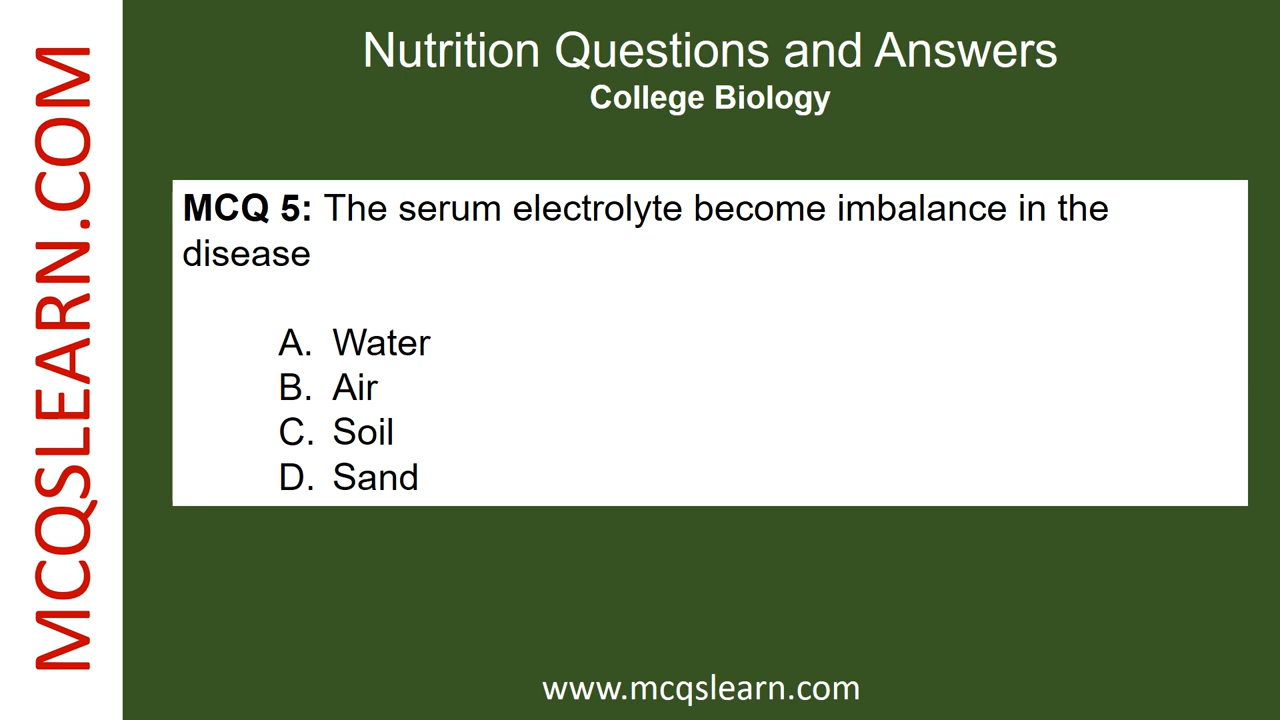 MCQSLEARN.COM
Nutrition Questions and Answers
College Biology
MCQ 5: The serum electrolyte become imbalance in the
disease
A. Water
B. Air
C. Soil
D. Sand
www.mcqslearn.com